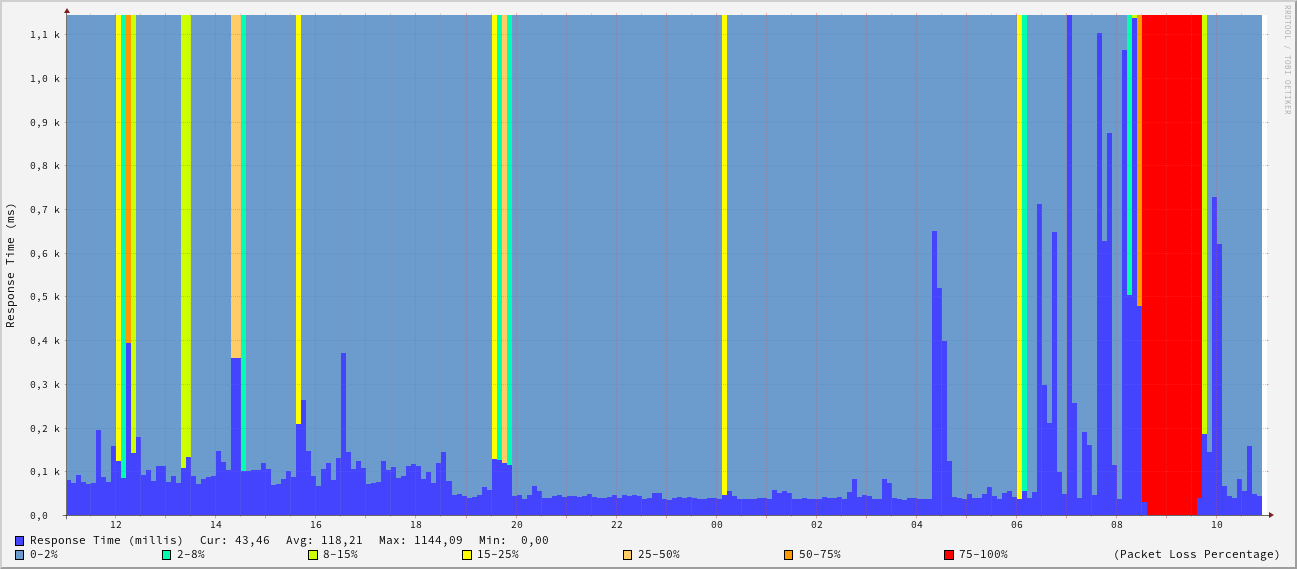 RRDTOOL / TOBI OETIKER
Response Time (ms)
1,1 k
1,0 k
0,9 k
0,8 k
0,7 k
0,6 k
0,5 k
0,4 k
0,3 k
0,2 k
0,1 k
0,0
12 14 16 18 20 22 00 02 04 06 08 10
Response Time (millis) Cur: 43,46 Avg: 118,21 Max: 1144,09 Min: 0,00
0-2% 2-8% 8-15% 15-25% 25-50% 50-75% 75-100% (Packet Loss Percentage)